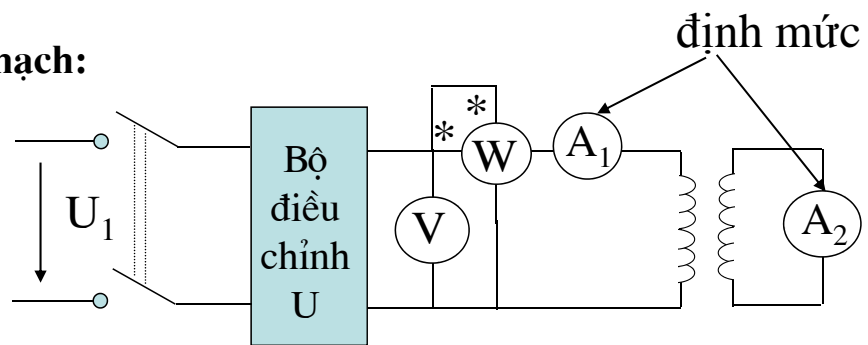 định mức
mạch:
U₁
Bộ
điều
chỉnh
U
*
*
W
V
A₁
A₂